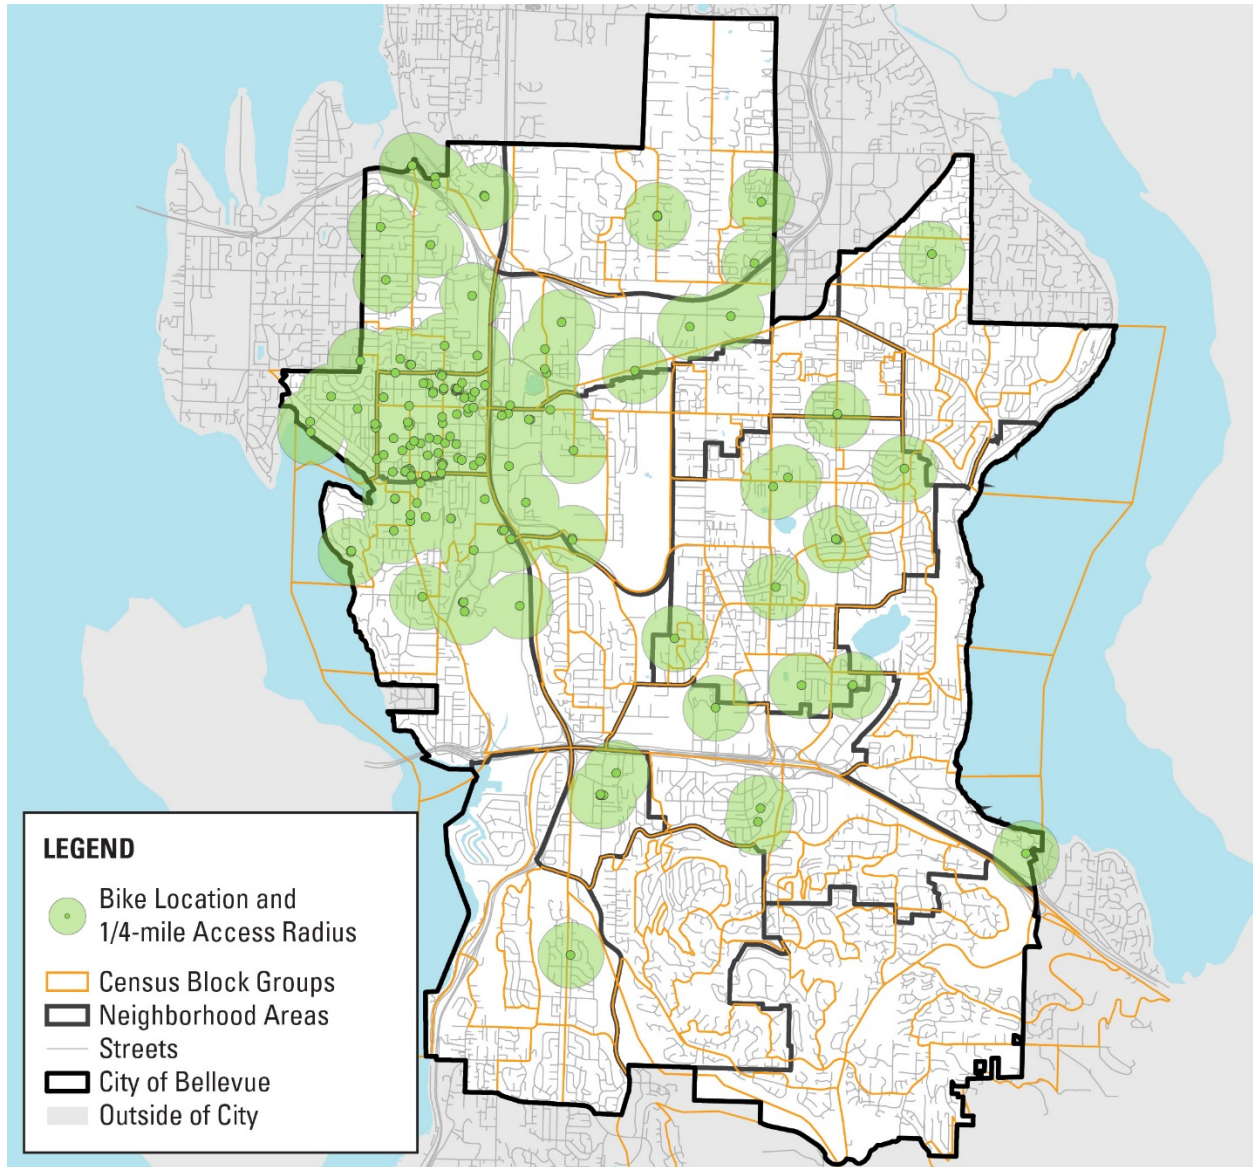 LEGEND
Bike Location and
1/4-mile Access Radius
Census Block Groups
Neighborhood Areas
Streets
City of Bellevue
Outside of City